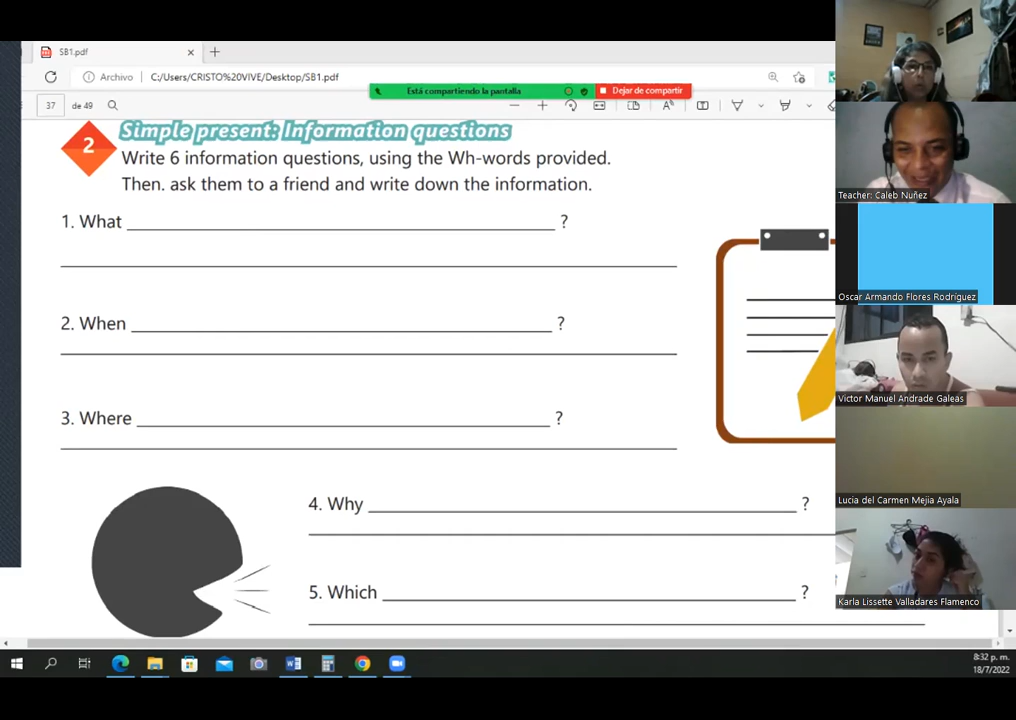 SB1.pdf
Archivo C:/Users/CRISTO%20VIVE/Desktop/SB1.pdf
Está compartiendo la pantalla
Dejar de compartir
37 de 49
2
Simple present: Information questions
Write 6 information questions, using the Wh-words provided.
Then. ask them to a friend and write down the information.
1. What ?
2. When ?
3. Where ?
4. Why ?
5. Which ?
Teacher: Caleb Nuñez
Oscar Armando Flores Rodríguez
Victor Manuel Andrade Galeas
Lucia del Carmen Mejia Ayala
Karla Lissette Valladares Flamenco
8:32 p. m.
18/7/2022